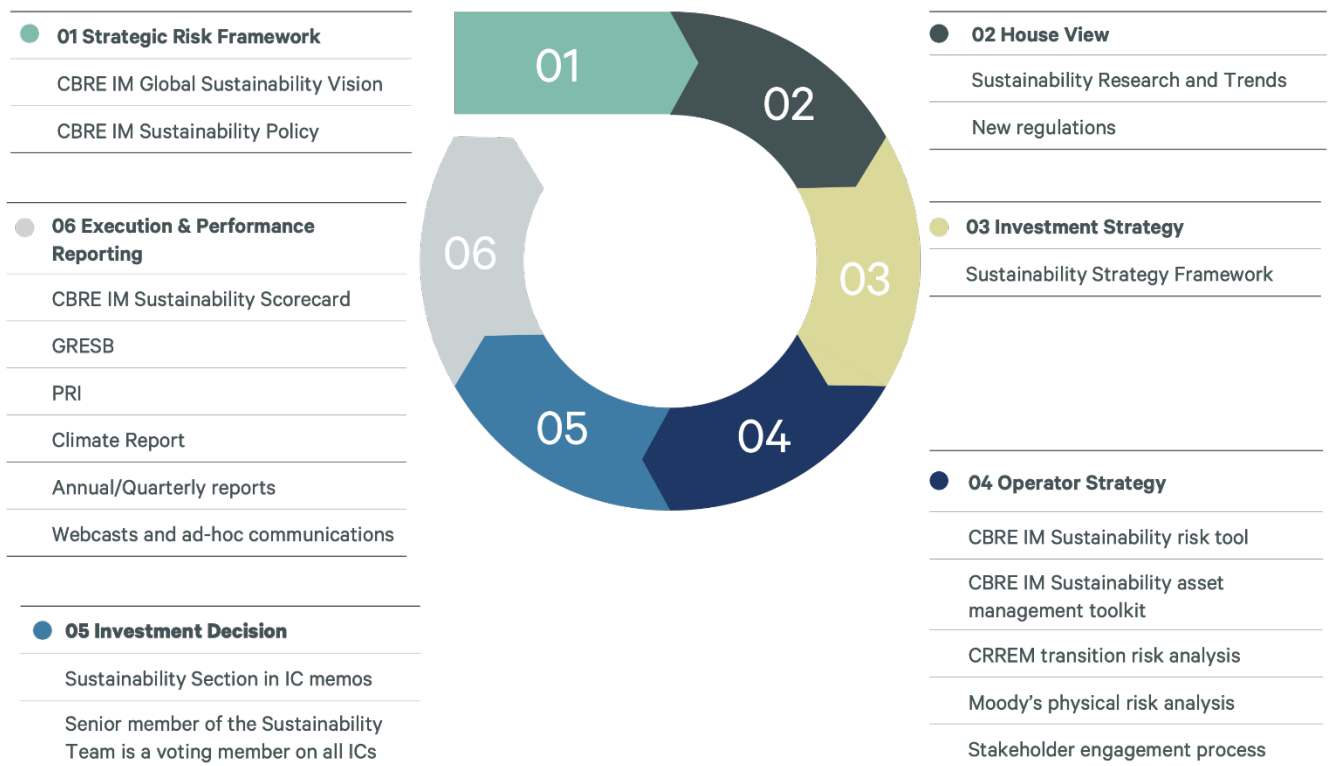 01 Strategic Risk Framework
CBRE IM Global Sustainability Vision
CBRE IM Sustainability Policy
01
02
03
04
05
06
02 House View
Sustainability Research and Trends
New regulations
03 Investment Strategy
Sustainability Strategy Framework
04 Operator Strategy
CBRE IM Sustainability risk tool
CBRE IM Sustainability asset
management toolkit
CRREM transition risk analysis
Moody's physical risk analysis
Stakeholder engagement process
05 Investment Decision
Sustainability Section in IC memos
Senior member of the Sustainability
Team is a voting member on all ICs
06 Execution & Performance
Reporting
CBRE IM Sustainability Scorecard
GRESB
PRI
Climate Report
Annual/Quarterly reports
Webcasts and ad-hoc communications